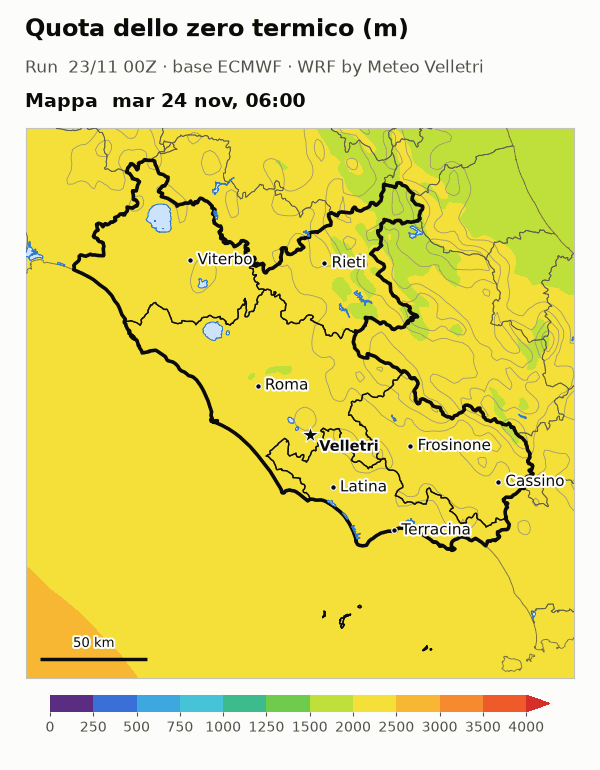 Quota dello zero termico (m)
Run  23/11 00Z · base ECMWF · WRF by Meteo Velletri
Mappa  mar 24 nov, 06:00
Viterbo
Rieti
Roma
Velletri
Frosinone
Cassino
Latina
Terracina
50 km
0 250 500 750 1000 1250 1500 2000 2500 3000 3500 4000